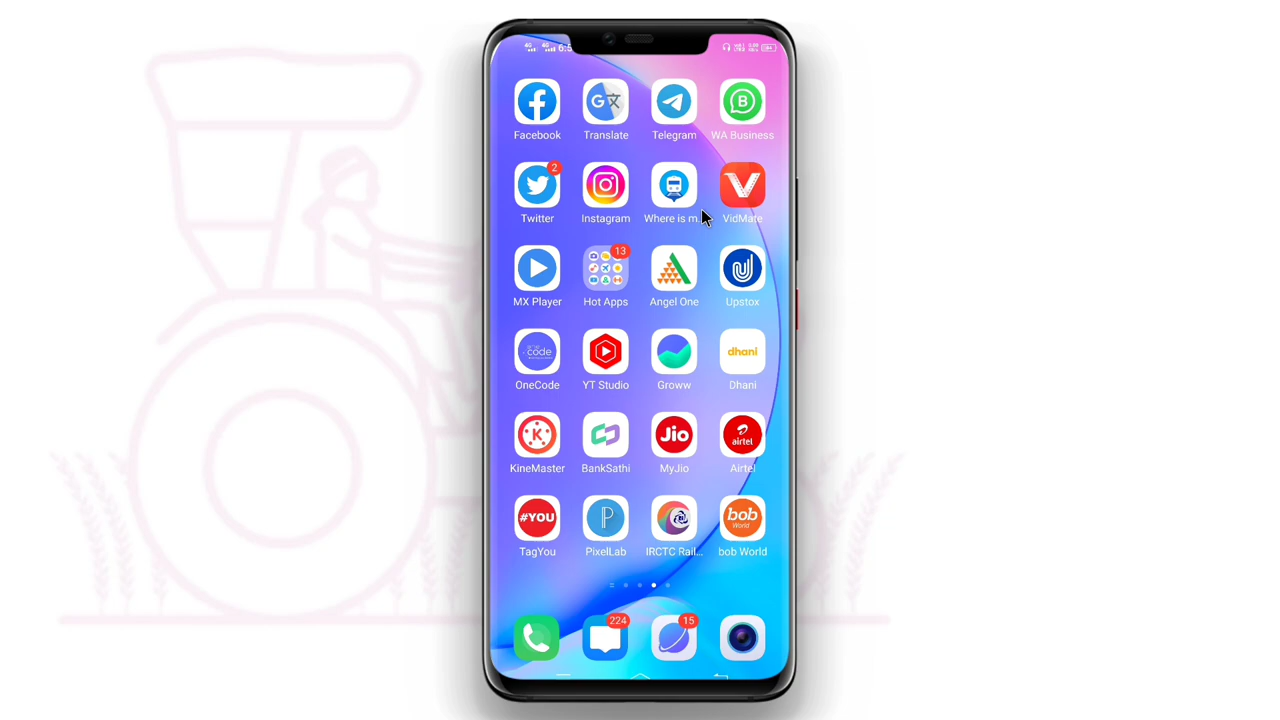 Facebook Translate Telegram WA Business
2
Twitter Instagram Where is m... VidMate
13
MX Player Hot Apps Angel One Upstox
code dhani
OneCode YT Studio Groww Dhani
K Jio airtel
KineMaster BankSathi MyJio Airtel
#YOU P bob World
TagYou PixelLab IRCTC Rail... bob World
224 15